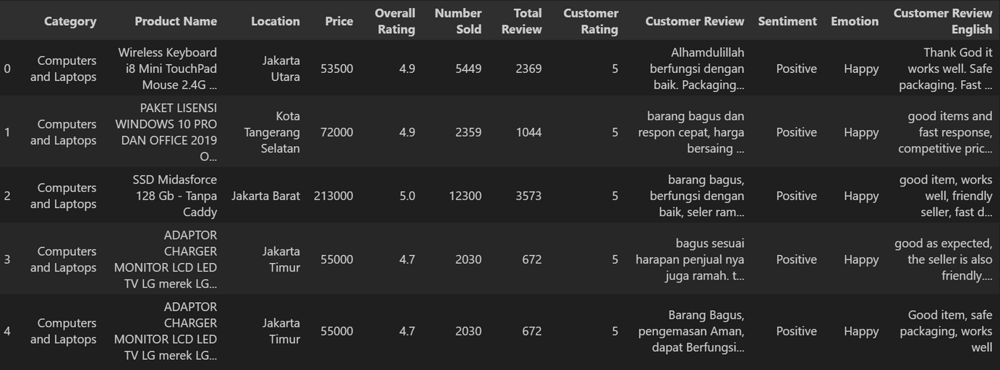 Category Product Name Location Price Overall Rating Number Sold Total Review Customer Rating Customer Review Sentiment Emotion Customer Review English
0 Computers and Laptops Wireless Keyboard i8 Mini TouchPad Mouse 2.4G ... Jakarta Utara 53500 4.9 5449 2369 5 Alhamdulillah berfungsi dengan baik. Packaging... Positive Happy Thank God it works well. Safe packaging. Fast ...
1 Computers and Laptops PAKET LISENSI WINDOWS 10 PRO DAN OFFICE 2019 O... Kota Tangerang Selatan 72000 4.9 2359 1044 5 barang bagus dan respon cepat, harga bersaing ... Positive Happy good items and fast response, competitive pric...
2 Computers and Laptops SSD Midasforce 128 Gb - Tanpa Caddy Jakarta Barat 213000 5.0 12300 3573 5 barang bagus, berfungsi dengan baik, seler ram... Positive Happy good item, works well, friendly seller, fast d...
3 Computers and Laptops ADAPTOR CHARGER MONITOR LCD LED TV LG merek LG... Jakarta Timur 55000 4.7 2030 672 5 bagus sesuai harapan penjual nya juga ramah. t... Positive Happy good as expected, the seller is also friendly....
4 Computers and Laptops ADAPTOR CHARGER MONITOR LCD LED TV LG merek LG... Jakarta Timur 55000 4.7 2030 672 5 Barang Bagus, pengemasan Aman, dapat Berfungsi... Positive Happy Good item, safe packaging, works well